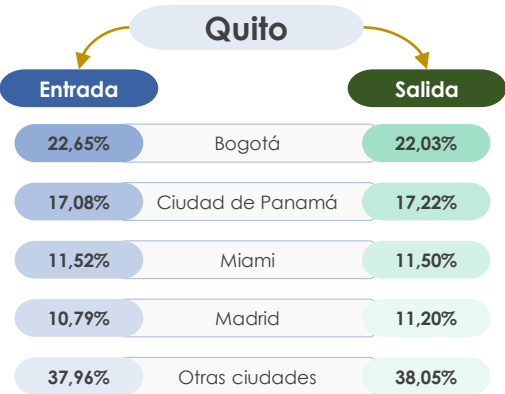 Quito
Entrada Salida
22,65% Bogotá 22,03%
17,08% Ciudad de Panamá 17,22%
11,52% Miami 11,50%
10,79% Madrid 11,20%
37,96% Otras ciudades 38,05%